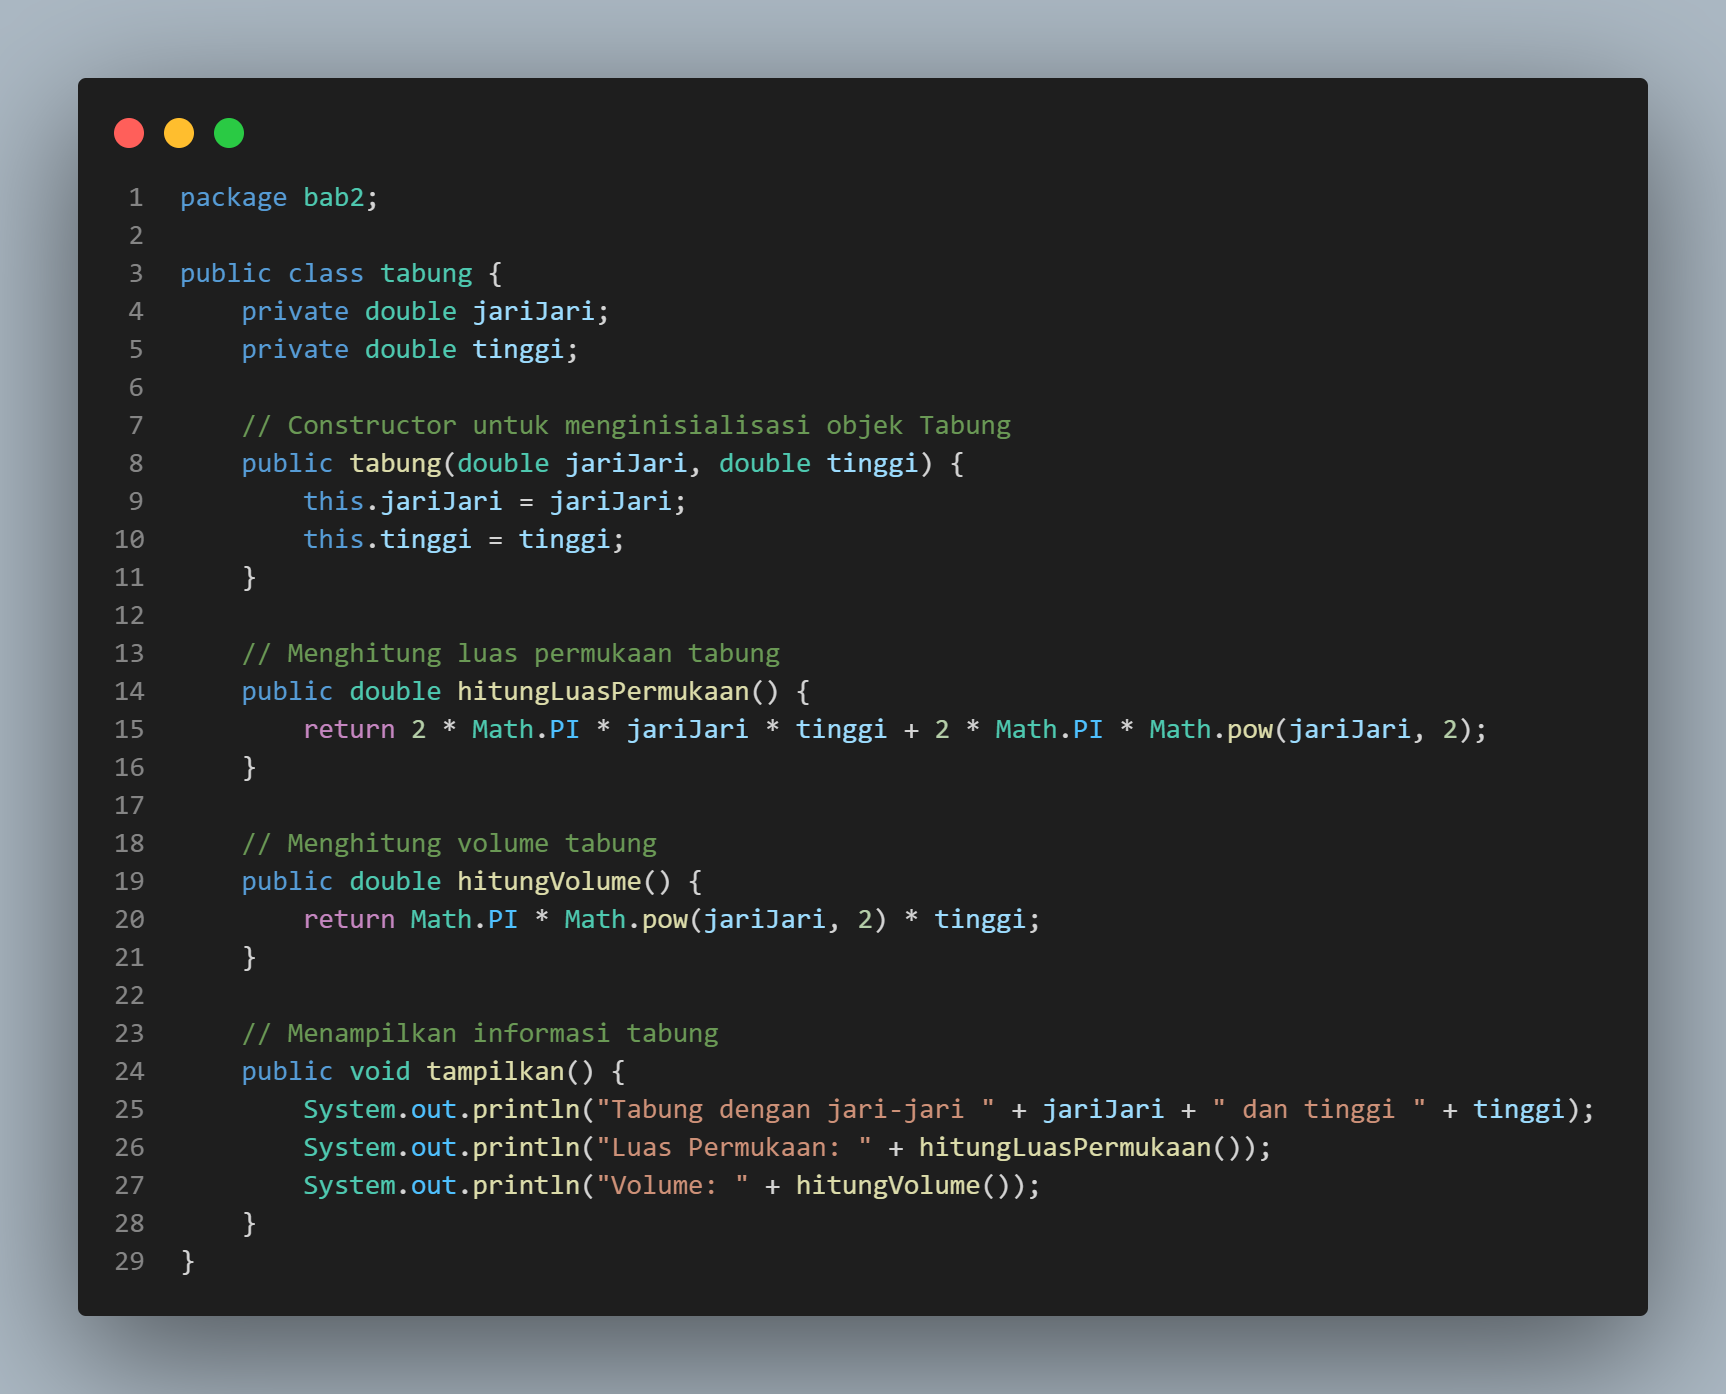 1 package bab2;
2
3 public class tabung {
4     private double jariJari;
5     private double tinggi;
6
7     // Constructor untuk menginisialisasi objek Tabung
8     public tabung(double jariJari, double tinggi) {
9         this.jariJari = jariJari;
10         this.tinggi = tinggi;
11     }
12
13     // Menghitung luas permukaan tabung
14     public double hitungLuasPermukaan() {
15         return 2 * Math.PI * jariJari * tinggi + 2 * Math.PI * Math.pow(jariJari, 2);
16     }
17
18     // Menghitung volume tabung
19     public double hitungVolume() {
20         return Math.PI * Math.pow(jariJari, 2) * tinggi;
21     }
22
23     // Menampilkan informasi tabung
24     public void tampilkan() {
25         System.out.println("Tabung dengan jari-jari " + jariJari + " dan tinggi " + tinggi);
26         System.out.println("Luas Permukaan: " + hitungLuasPermukaan());
27         System.out.println("Volume: " + hitungVolume());
28     }
29 }